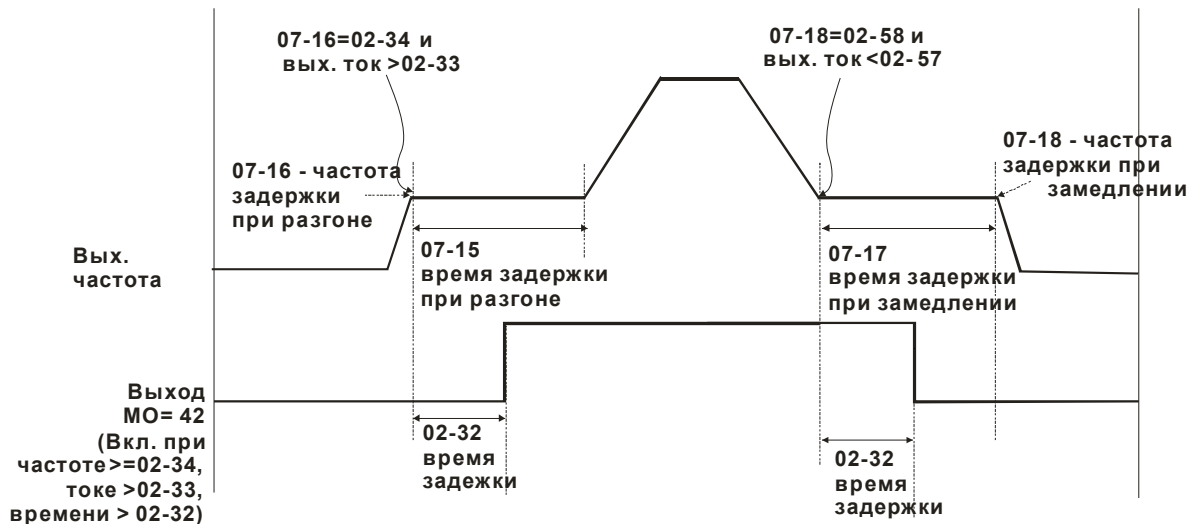 07-16=02-34 и
вых. ток >02-33
07-18=02-58 и
вых. ток <02-57
07-16 - частота
задержки
при разгоне
07-18 - частота
задержки при
замедлении
Вых.
частота
07-15
время задержки
при разгоне
07-17
время задержки
при замедлении
Выход
МО= 42
(Вкл. при
частоте>=02-34,
токе >02-33,
времени > 02-32)
02-32
время
задежки
02-32
время
задержки